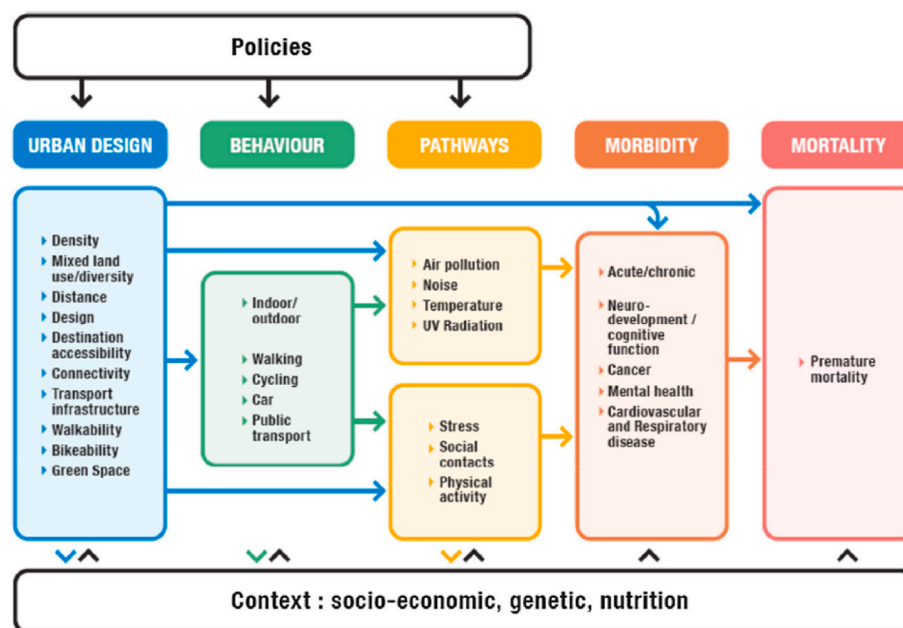 Policies
URBAN DESIGN
BEHAVIOUR
PATHWAYS
MORBIDITY
MORTALITY
Density
Mixed land
use/diversity
Distance
Design
Destination
accessibility
Connectivity
Transport
infrastructure
Walkability
Bikeability
Green Space
Indoor/
outdoor
Walking
Cycling
Car
Public
transport
Air pollution
Noise
Temperature
UV Radiation
Stress
Social
contacts
Physical
activity
Acute/chronic
Neuro-
development /
cognitive
function
Cancer
Mental health
Cardiovascular
and Respiratory
disease
Premature
mortality
Context : socio-economic, genetic, nutrition